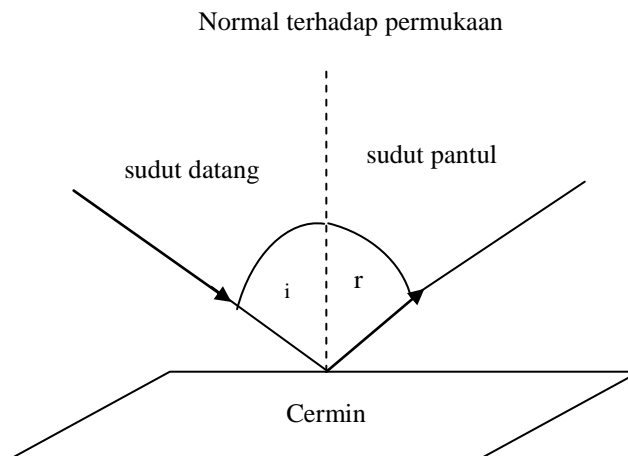 Normal terhadap permukaan
sudut pantul
sudut datang
i
r
Cermin